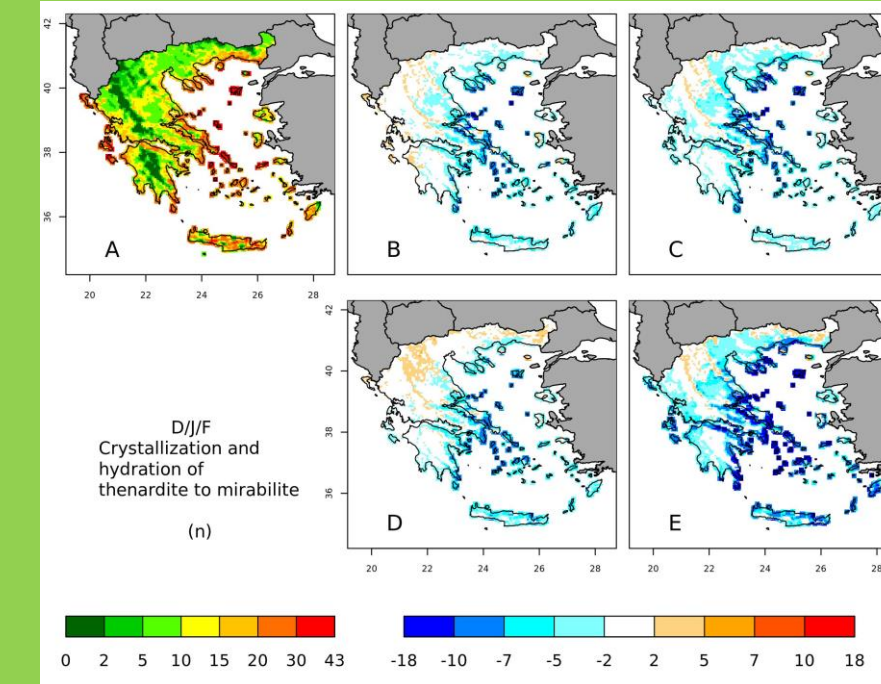 42
40
38
36
A
B
C
20 22 24 26 28
42
40
38
36
D/J/F
Crystallization and
hydration of
thenardite to mirabilite
(n)
D
E
20 22 24 26 28
20 22 24 26 28
0 2 5 10 15 20 30 43
-18 -10 -7 -5 -2 2 5 7 10 18